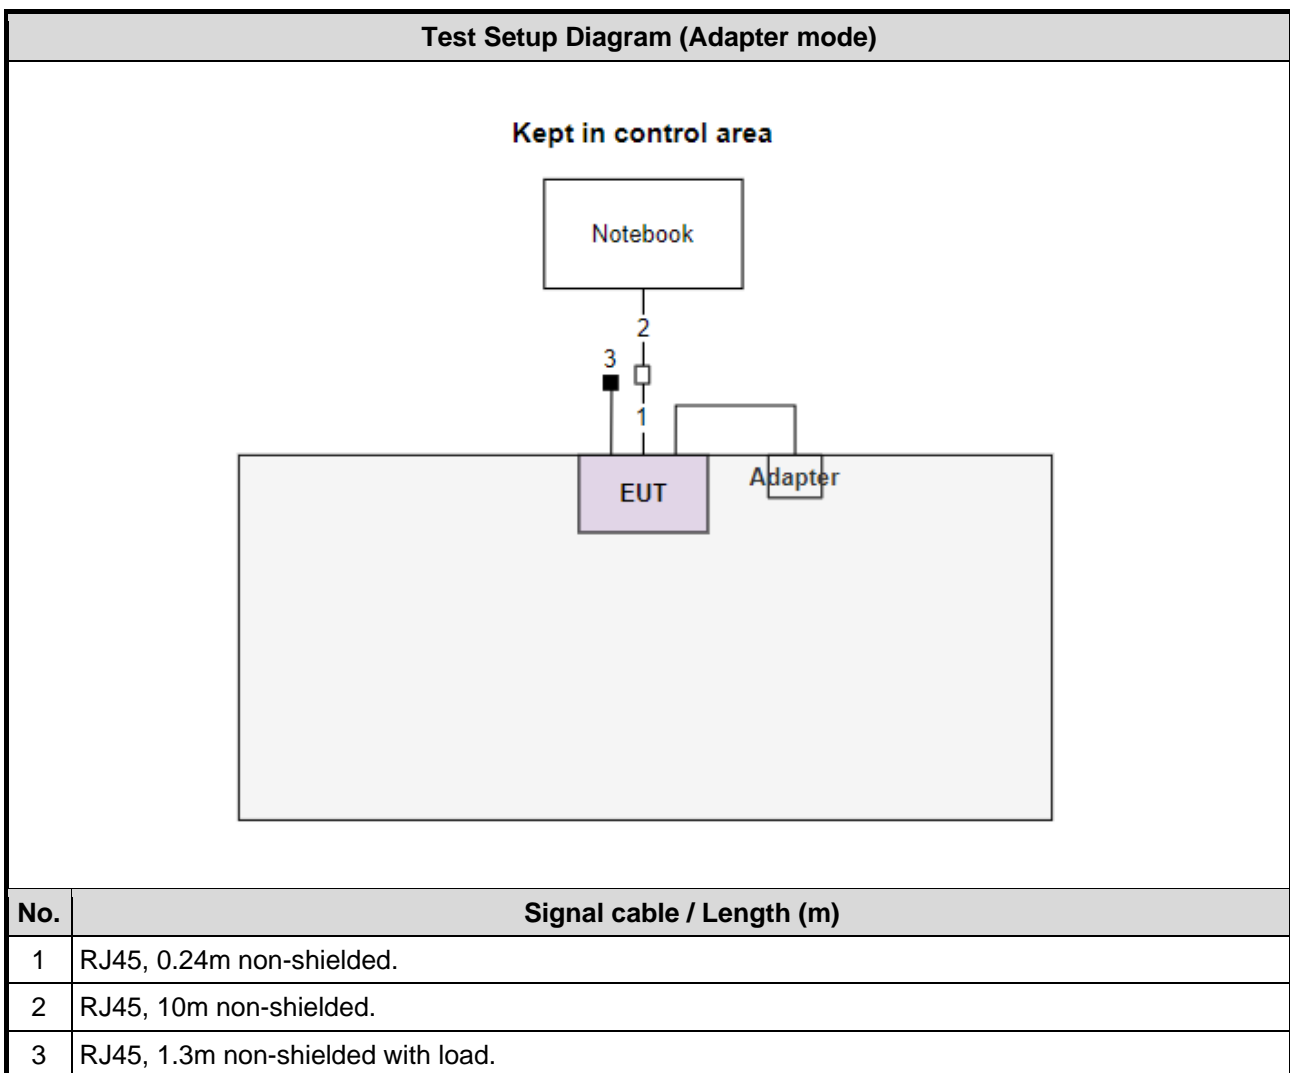 Test Setup Diagram (Adapter mode)
Kept in control area
Notebook
2
3
1
EUT
Adapter
No. Signal cable / Length (m)
1 RJ45, 0.24m non-shielded.
2 RJ45, 10m non-shielded.
3 RJ45, 1.3m non-shielded with load.